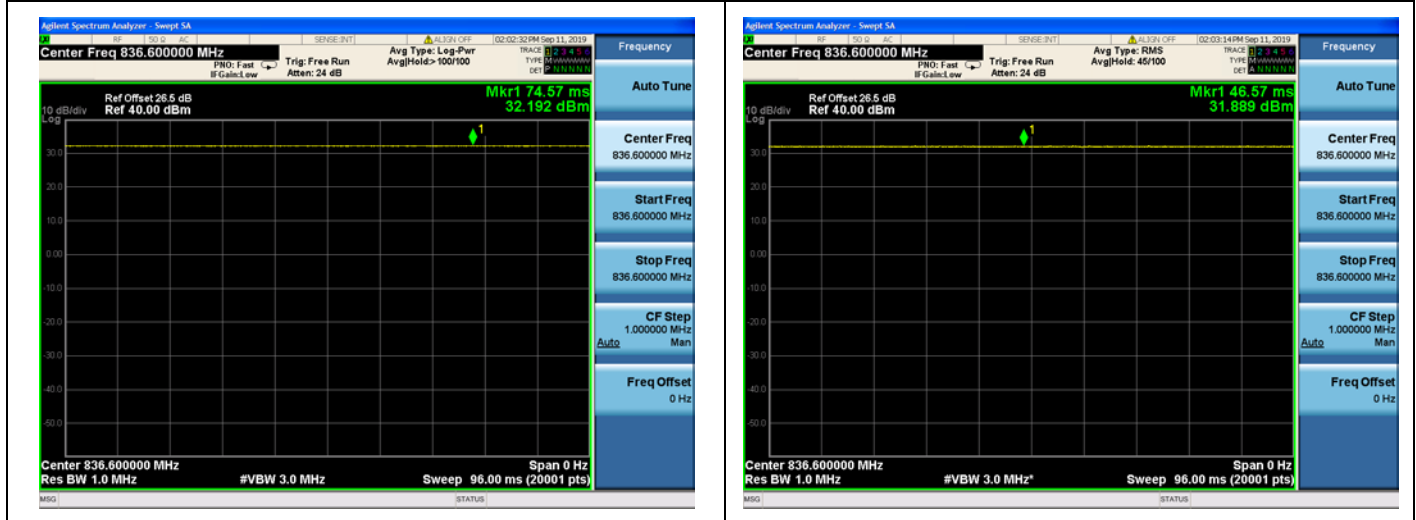 Agilent Spectrum Analyzer - Swept SA
RF 50 Ω AC SENSE:INT ALIGN OFF 02:02:32 PM Sep 11, 2019
Center Freq 836.600000 MHz
PNO: Fast
IFGain:Low
Trig: Free Run
Atten: 24 dB
Avg Type: Log-Pwr
Avg|Hold:>100/100
TRACE 1 2 3 4 5 6
TYPE M
DET P N N N N N
Ref Offset 26.5 dB
10 dB/div Ref 40.00 dBm
Log
Mkr1 74.57 ms
32.192 dBm
1
30.0
20.0
10.0
0.00
-10.0
-20.0
-30.0
-40.0
-50.0
Center 836.600000 MHz Span 0 Hz
Res BW 1.0 MHz #VBW 3.0 MHz Sweep 96.00 ms (20001 pts)
MSG STATUS
Frequency
Auto Tune
Center Freq
836.600000 MHz
Start Freq
836.600000 MHz
Stop Freq
836.600000 MHz
CF Step
1.000000 MHz
Auto Man
Freq Offset
0 Hz
Agilent Spectrum Analyzer - Swept SA
RF 50 Ω AC SENSE:INT ALIGN OFF 02:03:14 PM Sep 11, 2019
Center Freq 836.600000 MHz
PNO: Fast
IFGain:Low
Trig: Free Run
Atten: 24 dB
Avg Type: RMS
Avg|Hold: 45/100
TRACE 1 2 3 4 5 6
TYPE M
DET A N N N N N
Ref Offset 26.5 dB
10 dB/div Ref 40.00 dBm
Log
Mkr1 46.57 ms
31.889 dBm
1
30.0
20.0
10.0
0.00
-10.0
-20.0
-30.0
-40.0
-50.0
Center 836.600000 MHz Span 0 Hz
Res BW 1.0 MHz #VBW 3.0 MHz* Sweep 96.00 ms (20001 pts)
MSG STATUS
Frequency
Auto Tune
Center Freq
836.600000 MHz
Start Freq
836.600000 MHz
Stop Freq
836.600000 MHz
CF Step
1.000000 MHz
Auto Man
Freq Offset
0 Hz